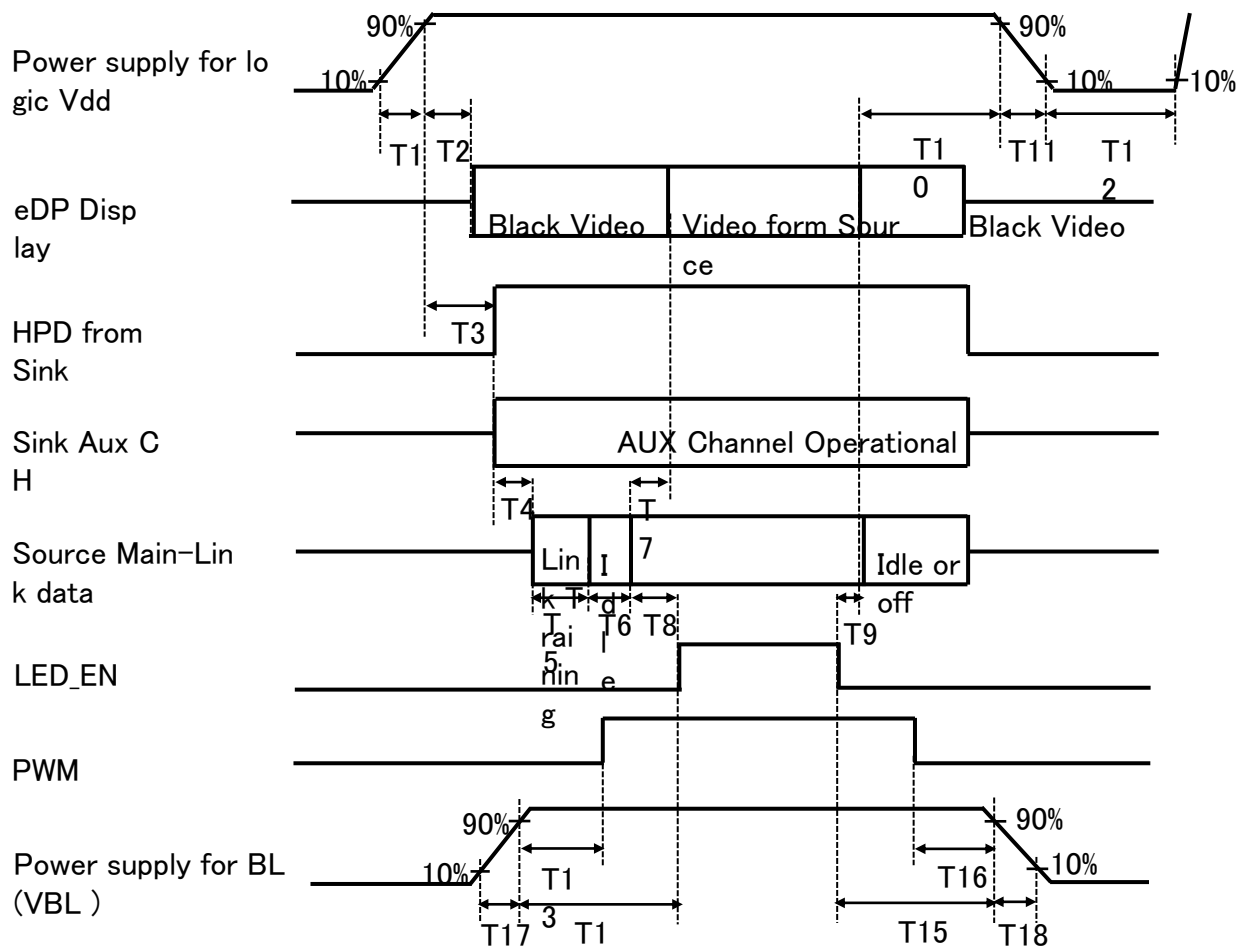 90%
90%
Power supply for lo
gic Vdd
10%
10%
10%
T1
T2
T1
0
T11
T1
2
eDP Disp
lay
Black Video
Video form Sour
ce
Black Video
HPD from
Sink
T3
Sink Aux C
H
AUX Channel Operational
T4
T
7
Source Main-Lin
k data
Lin
k T
rai
nin
g
I
d
l
e
Idle or
off
T
5
T6
T8
T9
LED_EN
PWM
90%
90%
Power supply for BL
(VBL )
10%
10%
T1
3
T16
T17
T1
T15
T18